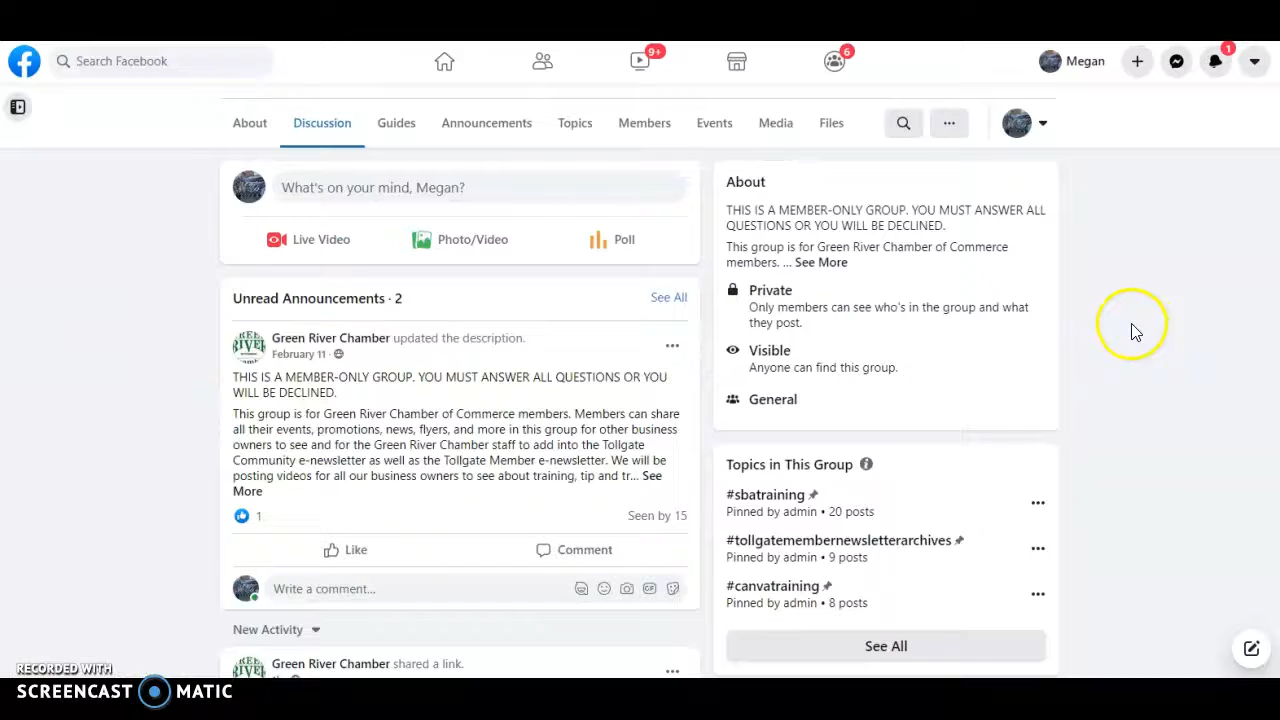 Search Facebook
9+
6
Megan
1
About
Discussion
Guides
Announcements
Topics
Members
Events
Media
Files
What's on your mind, Megan?
Live Video
Photo/Video
Poll
Unread Announcements · 2
See All
Green River Chamber updated the description.
February 11 ·
THIS IS A MEMBER-ONLY GROUP. YOU MUST ANSWER ALL QUESTIONS OR YOU
WILL BE DECLINED.
This group is for Green River Chamber of Commerce members. Members can share
all their events, promotions, news, flyers, and more in this group for other business
owners to see and for the Green River Chamber staff to add into the Tollgate
Community e-newsletter as well as the Tollgate Member e-newsletter. We will be
posting videos for all our business owners to see about training, tip and tr... See
More
1
Seen by 15
Like
Comment
Write a comment...
GIF
New Activity
Green River Chamber shared a link.
About
THIS IS A MEMBER-ONLY GROUP. YOU MUST ANSWER ALL
QUESTIONS OR YOU WILL BE DECLINED.
This group is for Green River Chamber of Commerce
members. ... See More
Private
Only members can see who's in the group and what
they post.
Visible
Anyone can find this group.
General
Topics in This Group
#sbatraining
Pinned by admin • 20 posts
#tollgatemembernewsletterarchives
Pinned by admin • 9 posts
#canvatraining
Pinned by admin • 8 posts
See All
RECORDED WITH
SCREENCAST MATIC